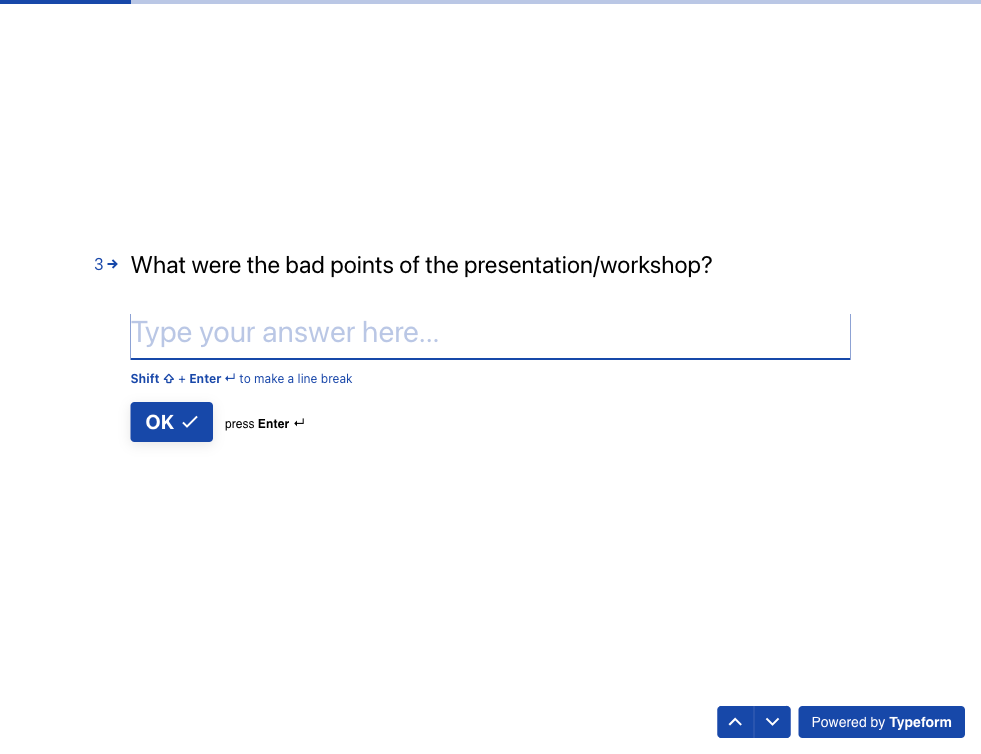 3 What were the bad points of the presentation/workshop?
Type your answer here...
Shift ⇧ + Enter ↵ to make a line break
OK
press Enter ↵
Powered by Typeform